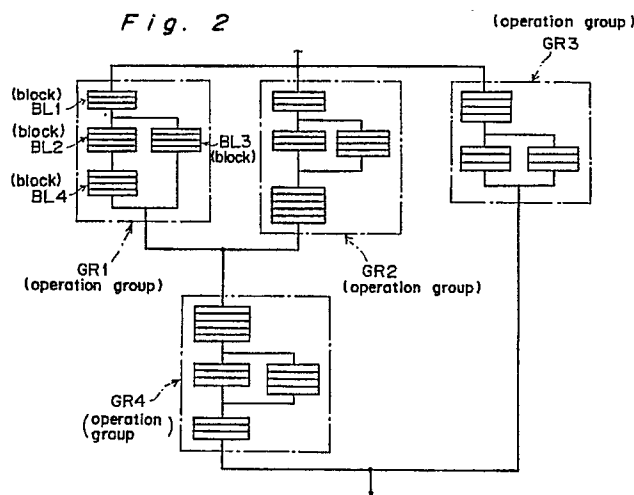 Fig. 2
(operation group)
GR3
(block)
BL1
(block)
BL2
BL3
(block)
(block)
BL4
GR1
(operation group)
GR2
(operation group)
GR4
(operation
group)